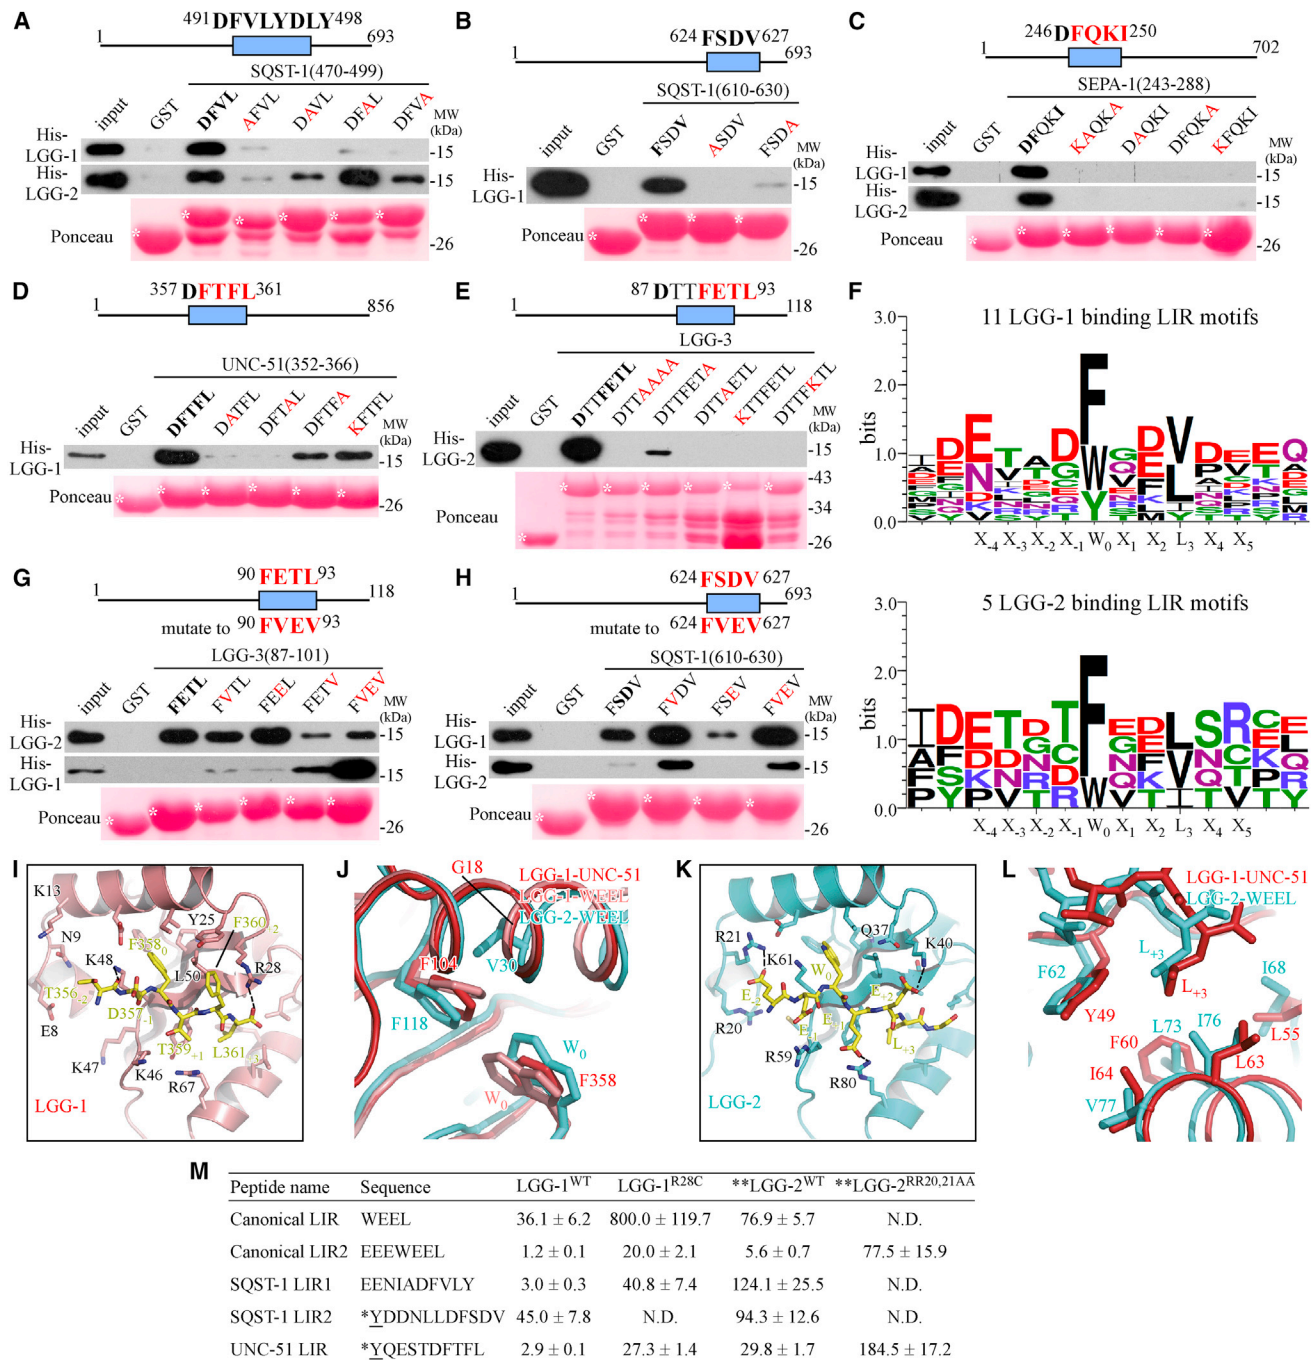 A
491DFVLYDLY498
1 693
SQST-1(470-499)
input GST DFVL AFVL DAVL DFAL DFVA
MW (kDa)
His-LGG-1 -15
His-LGG-2 -15
Ponceau -26
B
624 FSDV 627
1 693
SQST-1(610-630)
input GST FSDV ASDV FSDA
MW (kDa)
His-LGG-1 -15
Ponceau -26
C
246 DFQKI 250
1 702
SEPA-1(243-288)
input GST DFQKI KAQKA DAQKI DFQKA KFQKI
MW (kDa)
His-LGG-1 -15
His-LGG-2 -15
Ponceau -26
D
357 DFTFL 361
1 856
UNC-51(352-366)
input GST DFTFL DATFL DFTAL DFTFA KFTFL
MW (kDa)
His-LGG-1 -15
Ponceau -26
E
87 DTTFETL 93
1 118
LGG-3
input GST DTTFETL DTTAAAA DTTFETA DTTAETL KTTFETL DTTFKTL
MW (kDa)
His-LGG-2 -15
-43
-34
Ponceau
-26
F
11 LGG-1 binding LIR motifs
bits
3.0
2.0
1.0
0.0
X-4 X-3 X-2 X-1 W0 X1 X2 L3 X4 X5
5 LGG-2 binding LIR motifs
bits
3.0
2.0
1.0
0.0
X-4 X-3 X-2 X-1 W0 X1 X2 L3 X4 X5
G
90 FETL 93
1 118
mutate to 90 FVEV 93
LGG-3(87-101)
input GST FETL FVTL FEEL FETV FVEV
MW (kDa)
His-LGG-2
His-LGG-1 -15
Ponceau -26
H
624 FSDV 627
1 693
mutate to 624 FVEV 627
SQST-1(610-630)
input GST FSDV FVDV FSEV FVEV
MW (kDa)
His-LGG-1
His-LGG-2 -15
Ponceau -26
I
K13
N9
Y25
F360+2
F358 0
K48
L50
R28
T356-2
D357-1
E8
T359+1
L361+3
K47
K46
R67
LGG-1
J
G18
LGG-1-UNC-51
LGG-1-WEEL
LGG-2-WEEL
F104
V30
F118
W0
F358
W0
K
R21
Q37
K40
K61
W0
E-2
E+2
R20
E-1
E+1
L+3
R59
R80
LGG-2
L
LGG-1-UNC-51
LGG-2-WEEL
L+3
F62
I68
L+3
Y49
F60
L73
I76
L55
L63
I64
V77
M
Peptide name Sequence LGG-1WT LGG-1R28C **LGG-2WT **LGG-2RR20,21AA
Canonical LIR WEEL 36.1 ± 6.2 800.0 ± 119.7 76.9 ± 5.7 N.D.
Canonical LIR2 EEEWEEL 1.2 ± 0.1 20.0 ± 2.1 5.6 ± 0.7 77.5 ± 15.9
SQST-1 LIR1 EENIADFVLY 3.0 ± 0.3 40.8 ± 7.4 124.1 ± 25.5 N.D.
SQST-1 LIR2 *YDDNLLDFSDV 45.0 ± 7.8 N.D. 94.3 ± 12.6 N.D.
UNC-51 LIR *YQESTDFTFL 2.9 ± 0.1 27.3 ± 1.4 29.8 ± 1.7 184.5 ± 17.2